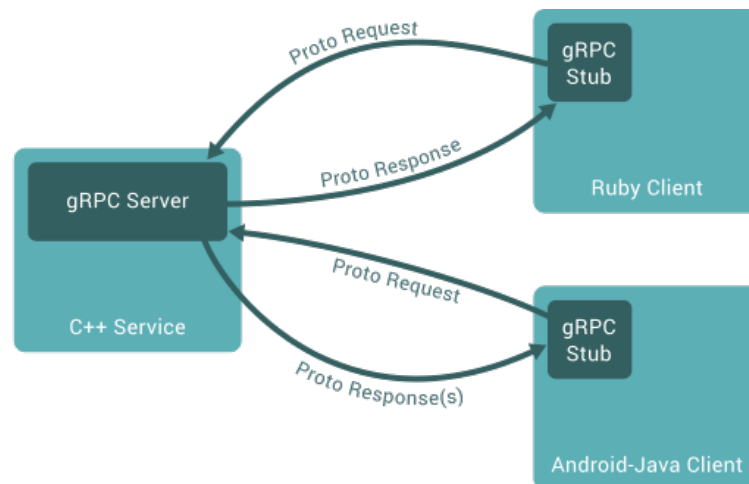 Proto Request
gRPC
Stub
Ruby Client
Proto Response
gRPC Server
C++ Service
Proto Request
gRPC
Stub
Proto Response(s)
Android-Java Client